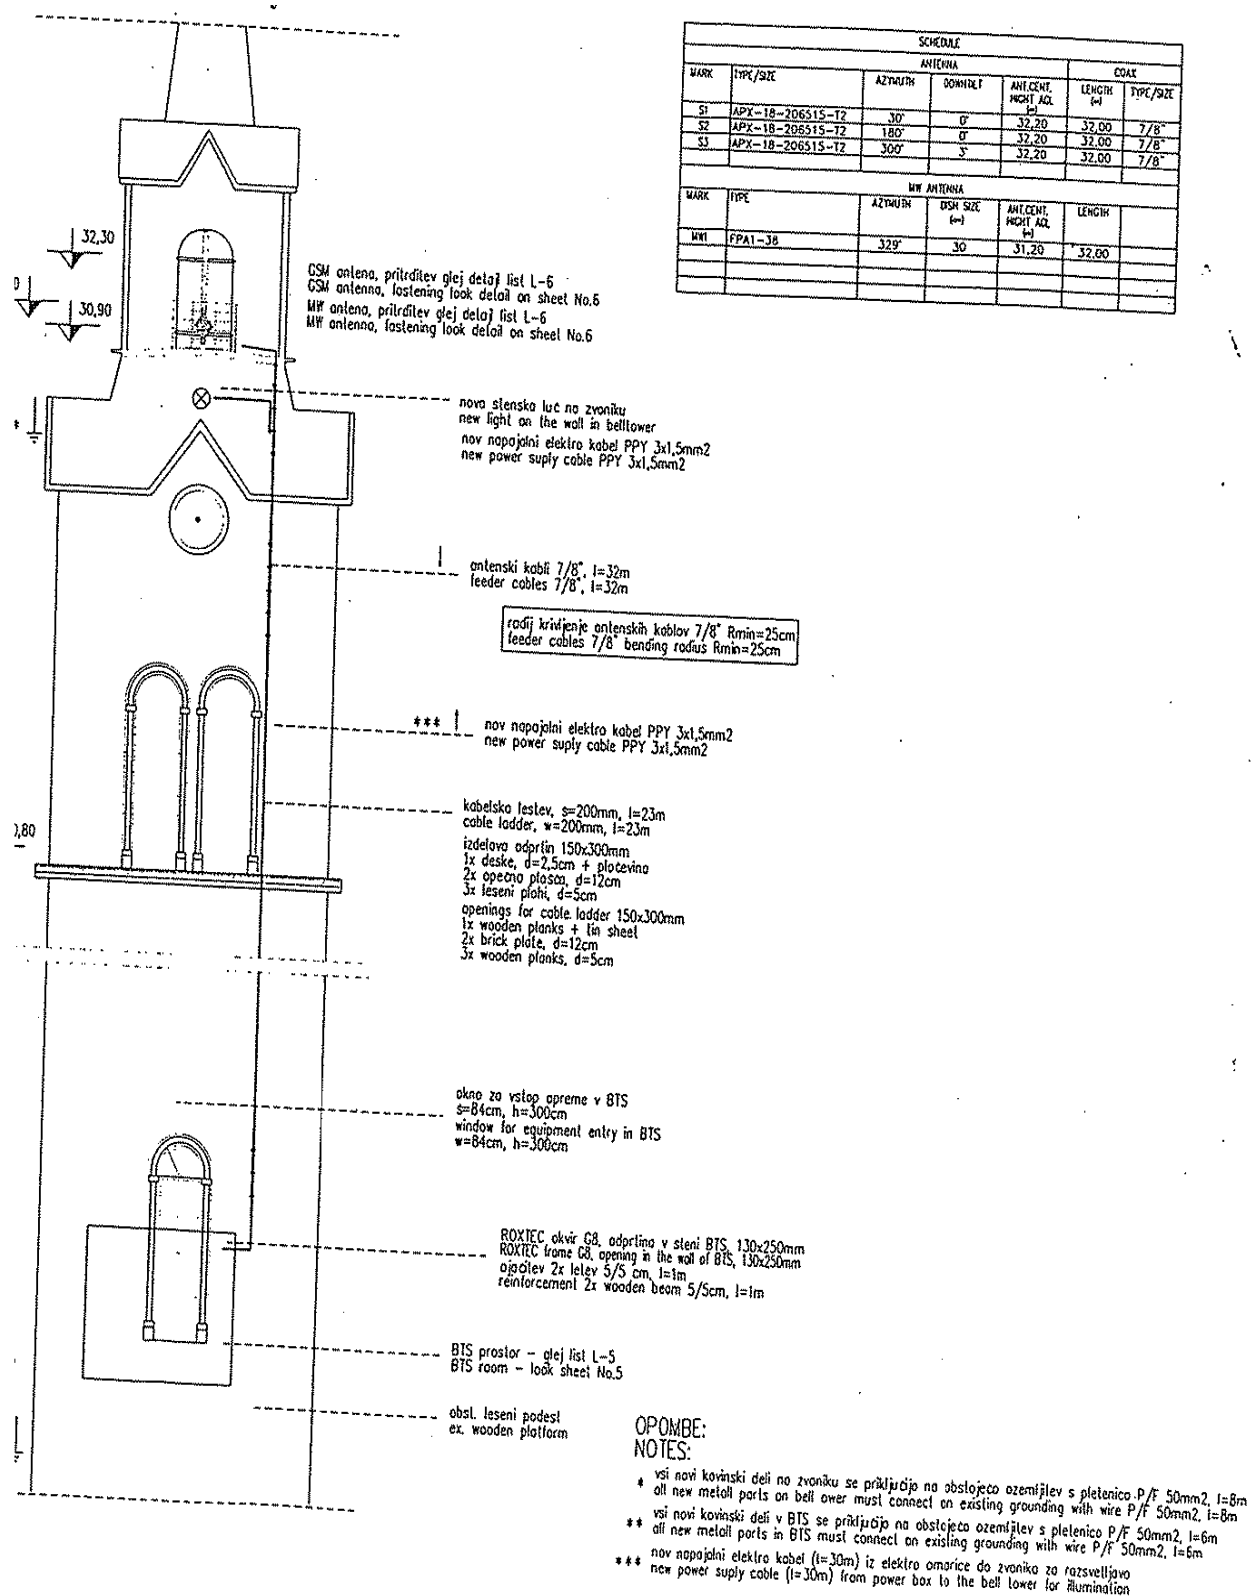 SCHEDULE
ANTENNA
COAX
MARK TYPE/SIZE AZYMUTH DOWNTILT ANT.CENT. HIGHT AGL (m) LENGTH (m) TYPE/SIZE
S1 APX-18-206515-T2 30° 0° 32,20 32,00 7/8"
S2 APX-18-206515-T2 180° 0° 32,20 32,00 7/8"
S3 APX-18-206515-T2 300° 3° 32,20 32,00 7/8"
MW ANTENNA
MARK TYPE AZYMUTH DISH SIZE (cm) ANT.CENT. HIGHT AGL (m) LENGTH
MW1 FPA1-38 329° 30 31,20 32,00
32,30
30,90
GSM antena, pritrditev glej detajl list L-6
GSM antenna, fastening look detail on sheet No.6
MW antena, pritrditev glej detajl list L-6
MW antenna, fastening look detail on sheet No.6
*
nova stenska luč na zvoniku
new light on the wall in belltower
nov napajalni elektro kabel PPY 3x1,5mm2
new power suply cable PPY 3x1,5mm2
antenski kabli 7/8", l=32m
feeder cables 7/8", l=32m
radij krivljenje antenskih kablov 7/8" Rmin=25cm
feeder cables 7/8" bending radius Rmin=25cm
***
nov napajalni elektro kabel PPY 3x1,5mm2
new power suply cable PPY 3x1,5mm2
kabelska lestev, š=200mm, l=23m
cable ladder, w=200mm, l=23m
izdelava odprtin 150x300mm
1x deske, d=2,5cm + pločevina
2x opečna plošča, d=12cm
3x leseni plohi, d=5cm
openings for cable ladder 150x300mm
1x wooden planks + tin sheet
2x brick plate, d=12cm
3x wooden planks, d=5cm
,80
okno za vstop opreme v BTS
š=84cm, h=300cm
window for equipment entry in BTS
w=84cm, h=300cm
ROXTEC okvir G8, odprtina v steni BTS, 130x250mm
ROXTEC frame G8, opening in the wall of BTS, 130x250mm
ojačitev 2x letev 5/5 cm, l=1m
reinforcement 2x wooden beam 5/5cm, l=1m
BTS prostor - glej list L-5
BTS room - look sheet No.5
obst. leseni podest
ex. wooden platform
OPOMBE:
NOTES:
* vsi novi kovinski deli na zvoniku se priključijo na obstoječo ozemljitev s pletenico P/F 50mm2, l=8m
all new metall parts on bell ower must connect on existing grounding with wire P/F 50mm2, l=8m
** vsi novi kovinski deli v BTS se priključijo na obstoječo ozemljitev s pletenico P/F 50mm2, l=6m
all new metall parts in BTS must connect on existing grounding with wire P/F 50mm2, l=6m
*** nov napajalni elektro kabel (l=30m) iz elektro omarice do zvonika za razsvetljavo
new power suply cable (l=30m) from power box to the bell tower for illumination